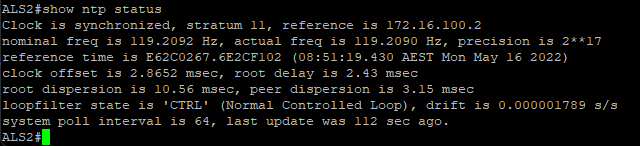 ALS2#show ntp status
Clock is synchronized, stratum 11, reference is 172.16.100.2
nominal freq is 119.2092 Hz, actual freq is 119.2090 Hz, precision is 2**17
reference time is E62C0267.6E2CF102 (08:51:19.430 AEST Mon May 16 2022)
clock offset is 2.8652 msec, root delay is 2.43 msec
root dispersion is 10.56 msec, peer dispersion is 3.15 msec
loopfilter state is 'CTRL' (Normal Controlled Loop), drift is 0.000001789 s/s
system poll interval is 64, last update was 112 sec ago.
ALS2#